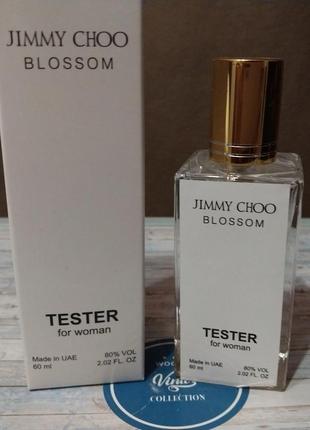 JIMMY CHOO
BLOSSOM
TESTER
for woman
Made in UAE 80% VOL
60 ml 2.02 FL. OZ
JIMMY CHOO
BLOSSOM
TESTER
for woman
Made in UAE 80% VOL
60 ml 2.02 FL. OZ
COLLECTION